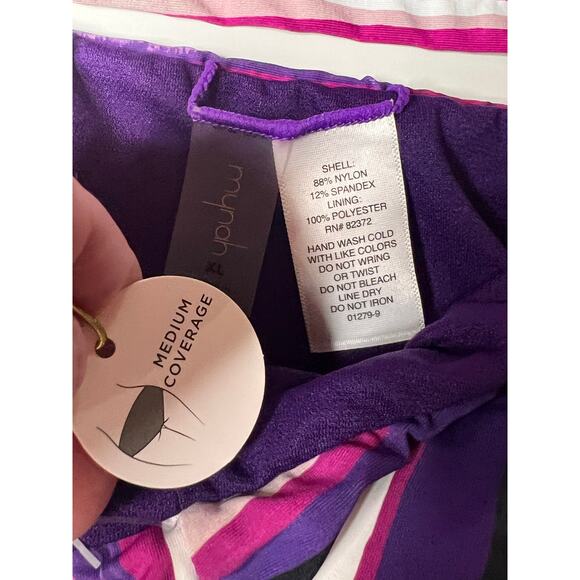 mynah
XL
SHELL:
88% NYLON
12% SPANDEX
LINING:
100% POLYESTER
RN# 82372
HAND WASH COLD
WITH LIKE COLORS
DO NOT WRING
OR TWIST
DO NOT BLEACH
LINE DRY
DO NOT IRON
01279-9
MEDIUM
COVERAGE